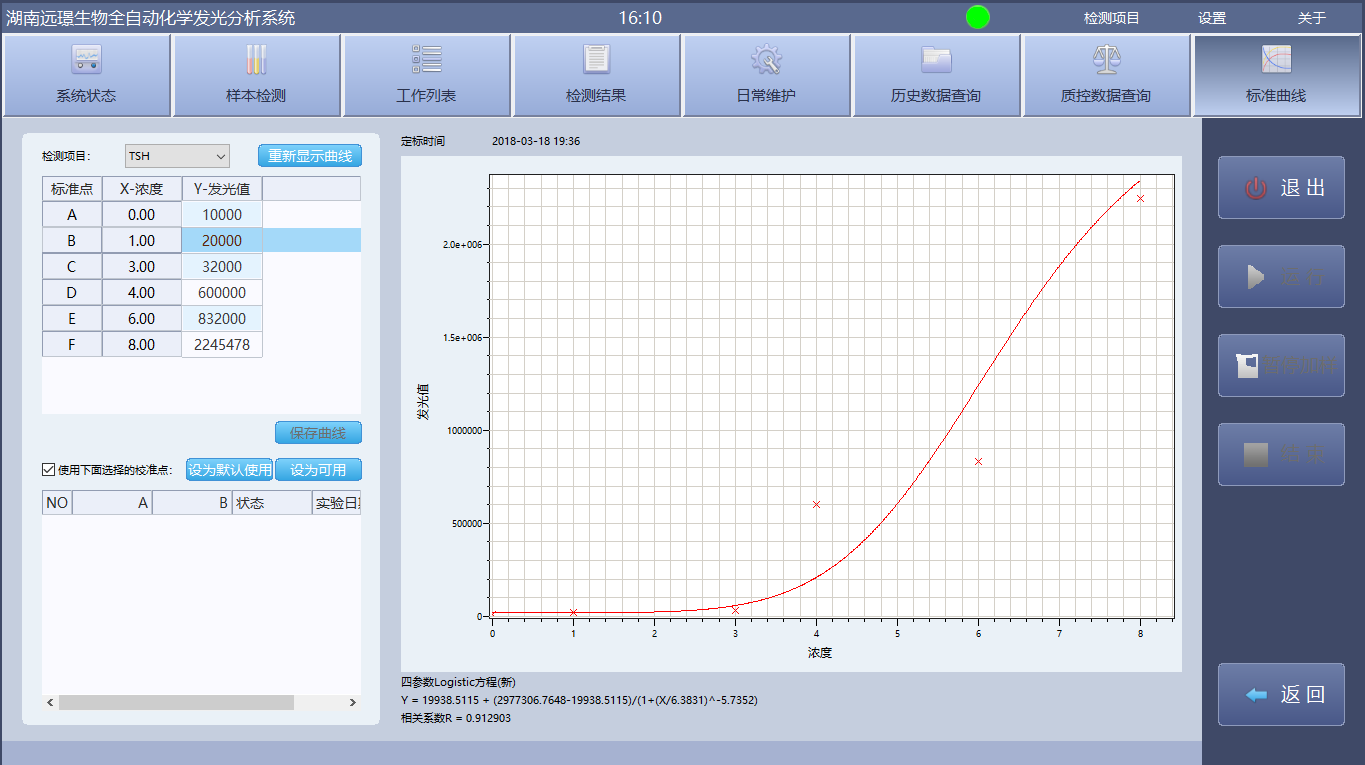 湖南远璟生物全自动化学发光分析系统 16:10 检测项目 设置 关于
系统状态 样本检测 工作列表 检测结果 日常维护 历史数据查询 质控数据查询 标准曲线
检测项目: TSH 重新显示曲线
标准点 X-浓度 Y-发光值
A 0.00 10000
B 1.00 20000
C 3.00 32000
D 4.00 600000
E 6.00 832000
F 8.00 2245478
保存曲线
使用下面选择的校准点: 设为默认使用 设为可用
NO A B 状态 实验日
定标时间 2018-03-18 19:36
2.0e+006
1.5e+006
1000000
500000
0
发光值
0 1 2 3 4 5 6 7 8
浓度
四参数Logistic方程(新)
Y = 19938.5115 + (2977306.7648-19938.5115)/(1+(X/6.3831)^-5.7352)
相关系数R = 0.912903
退 出
运 行
返 回